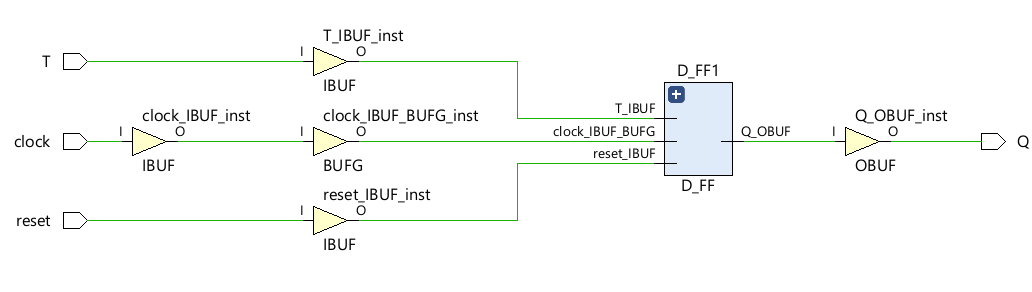 T_IBUF_inst
D_FF1
T
I
O
IBUF
T_IBUF
clock_IBUF_inst
clock_IBUF_BUFG_inst
clock_IBUF_BUFG
Q_OBUF
Q_OBUF_inst
clock
I
O
I
O
I
O
Q
IBUF
BUFG
reset_IBUF
OBUF
D_FF
reset_IBUF_inst
reset
I
O
IBUF